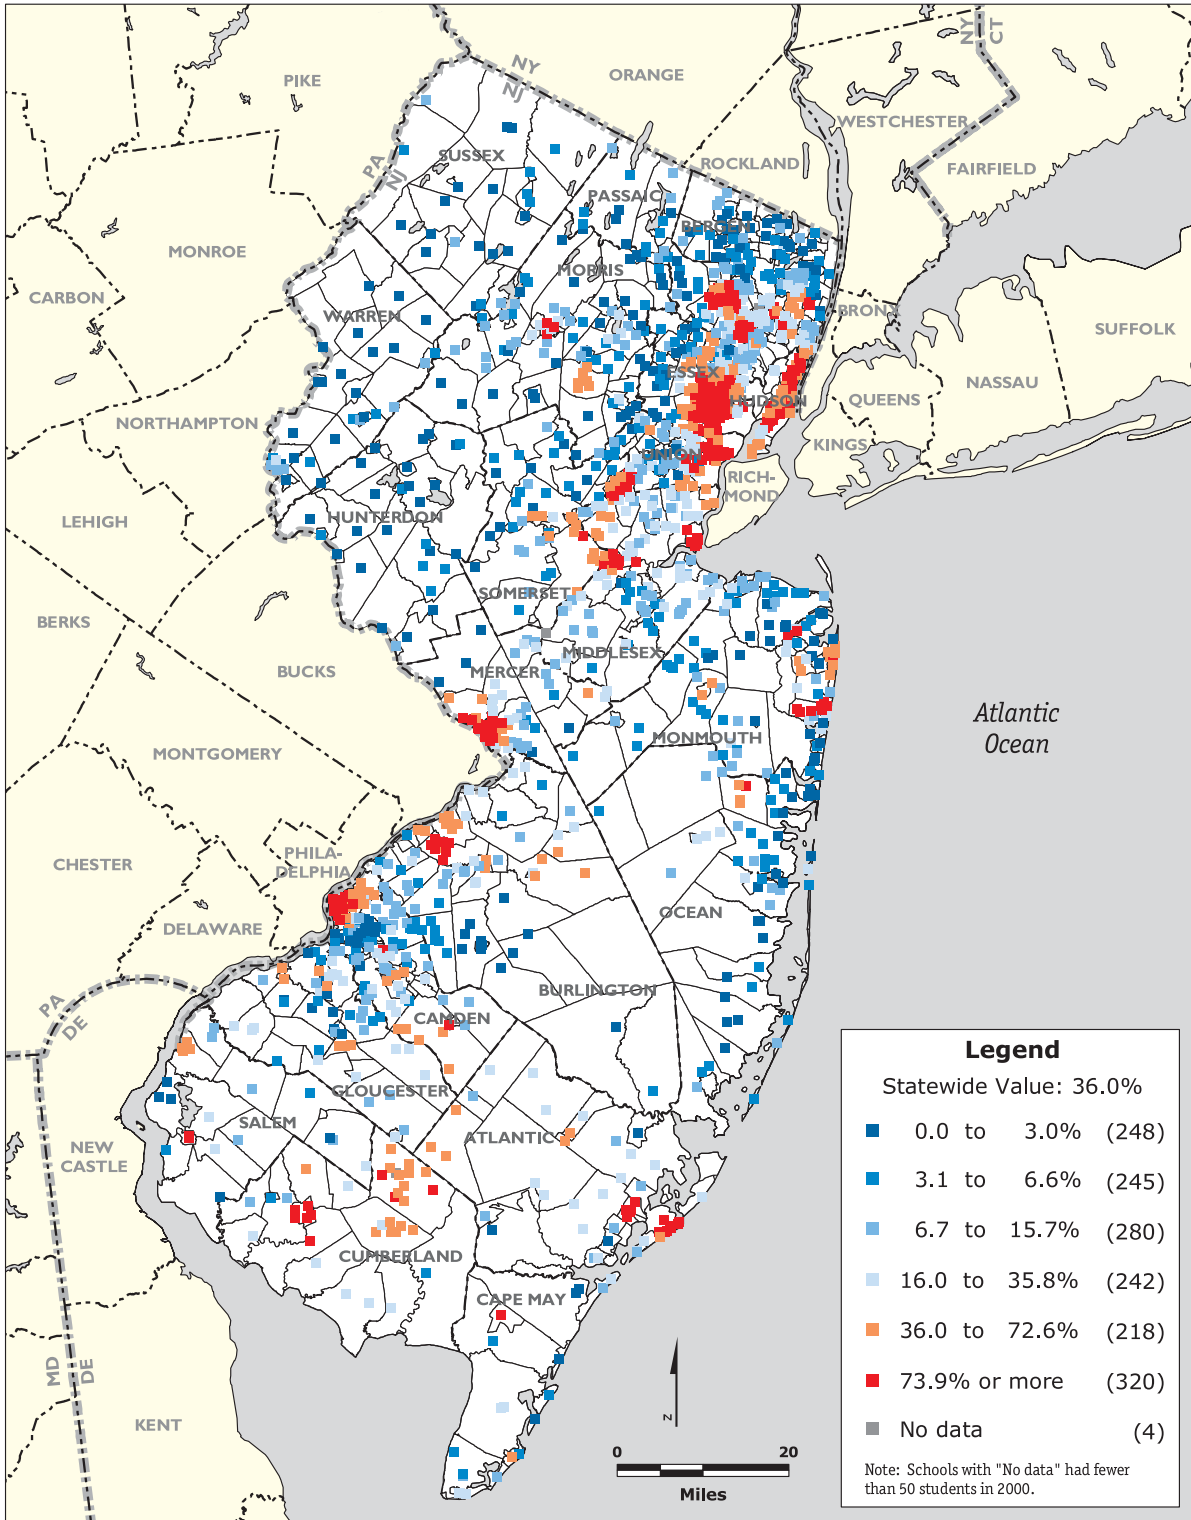 NY
NJ
NY
CT
ORANGE
PIKE
WESTCHESTER
SUSSEX
ROCKLAND
FAIRFIELD
PA
NJ
PASSAIC
BERGEN
MONROE
MORRIS
CARBON
WARREN
BRONX
SUFFOLK
ESSEX
NASSAU
HUDSON
QUEENS
NORTHAMPTON
KINGS
UNION
RICH-
MOND
LEHIGH
HUNTERDON
SOMERSET
BERKS
MIDDLESEX
BUCKS
MERCER
Atlantic
Ocean
MONMOUTH
MONTGOMERY
CHESTER
PHILA-
DELPHIA
OCEAN
DELAWARE
BURLINGTON
PA
DE
CAMDEN
GLOUCESTER
SALEM
ATLANTIC
NEW
CASTLE
CUMBERLAND
CAPE MAY
MD
DE
KENT
N
0 20
Miles
Legend
Statewide Value: 36.0%
0.0 to 3.0% (248)
3.1 to 6.6% (245)
6.7 to 15.7% (280)
16.0 to 35.8% (242)
36.0 to 72.6% (218)
73.9% or more (320)
No data (4)
Note: Schools with "No data" had fewer
than 50 students in 2000.